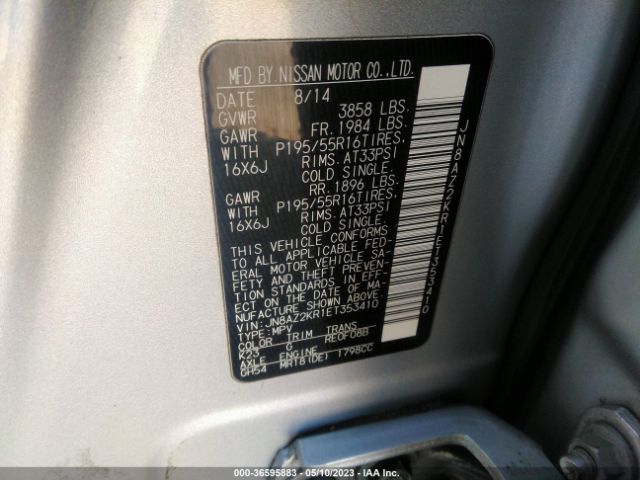 MFD BY NISSAN MOTOR CO.,LTD.
DATE 8/14
GVWR 3858 LBS.
GAWR FR. 1984 LBS.
WITH P195/55R16TIRES,
16X6J RIMS, AT33PSI
COLD SINGLE,
GAWR RR. 1896 LBS.
WITH P195/55R16TIRES,
16X6J RIMS, AT33PSI
COLD SINGLE.
THIS VEHICLE CONFORMS
TO ALL APPLICABLE FED-
ERAL MOTOR VEHICLE SA-
FETY AND THEFT PREVEN-
TION STANDARDS IN EFF-
ECT ON THE DATE OF MA-
NUFACTURE SHOWN ABOVE.
VIN:JN8AZ2KR1ET353410
TYPE:MPV
COLOR TRIM TRANS
K23 G RE0F08B
AXLE ENGINE
GH54 MR18(DE) 1798CC
JN8AZ2KR1ET353410
000-36595883 — 05/10/2023 — IAA Inc.